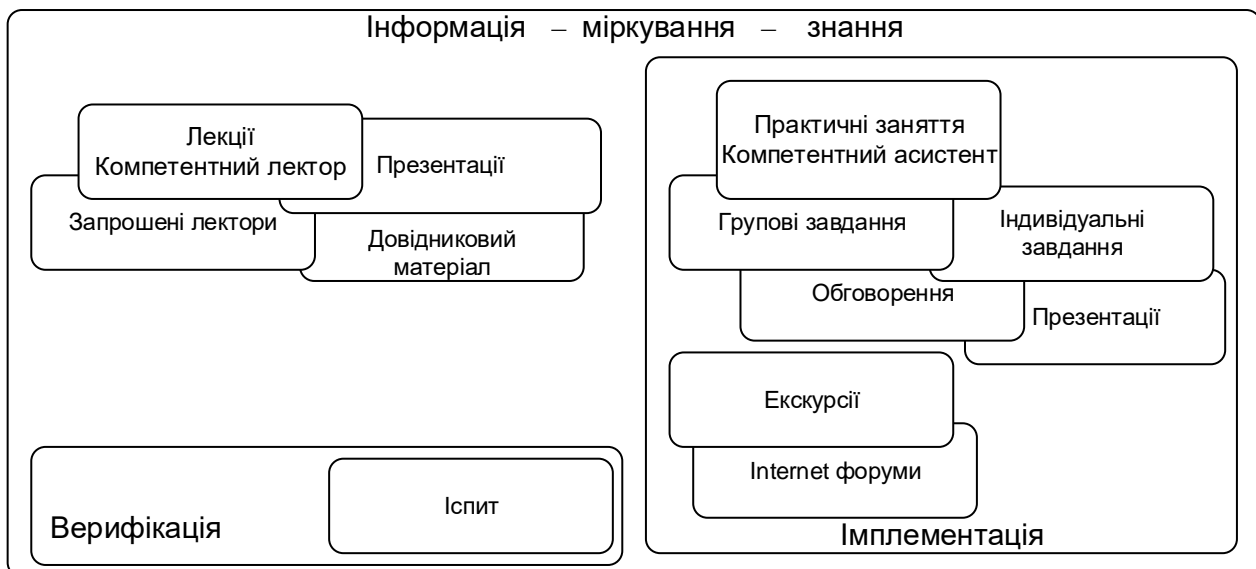 Інформація – міркування – знання
Лекції
Компетентний лектор
Презентації
Запрошені лектори
Довідниковий
матеріал
Верифікація
Іспит
Практичні заняття
Компетентний асистент
Групові завдання
Індивідуальні
завдання
Обговорення
Презентації
Екскурсії
Internet форуми
Імплементація